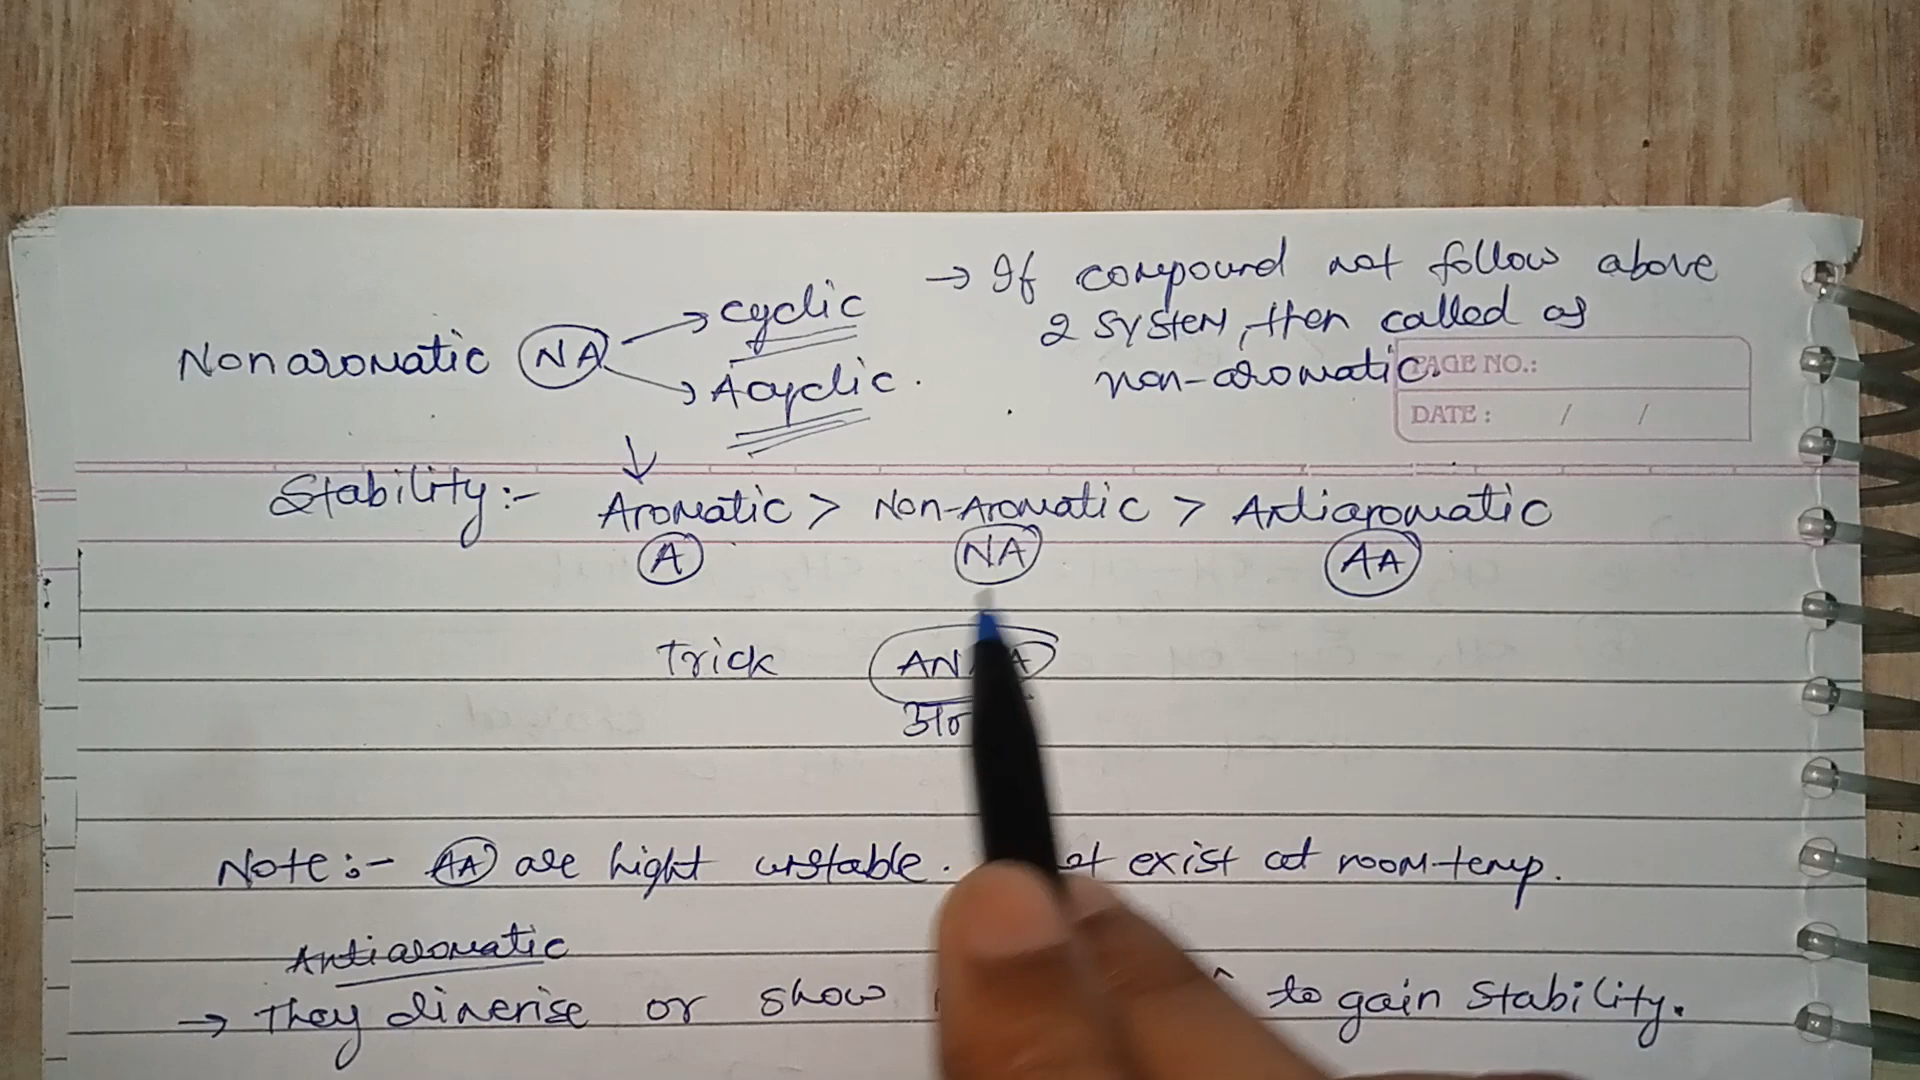 → If compound not follow above
2 system, then called as
non-aromatic.
Nonaromatic NA → cyclic
→ Acyclic.
PAGE NO.:
DATE : / /
↓
Stability:- Aromatic > Non-Aromatic > Antiaromatic
A NA AA
Trick
Note:- AA are hight unstable. exist at room temp.
Antiaromatic
→ They dimerise or show to gain stability.